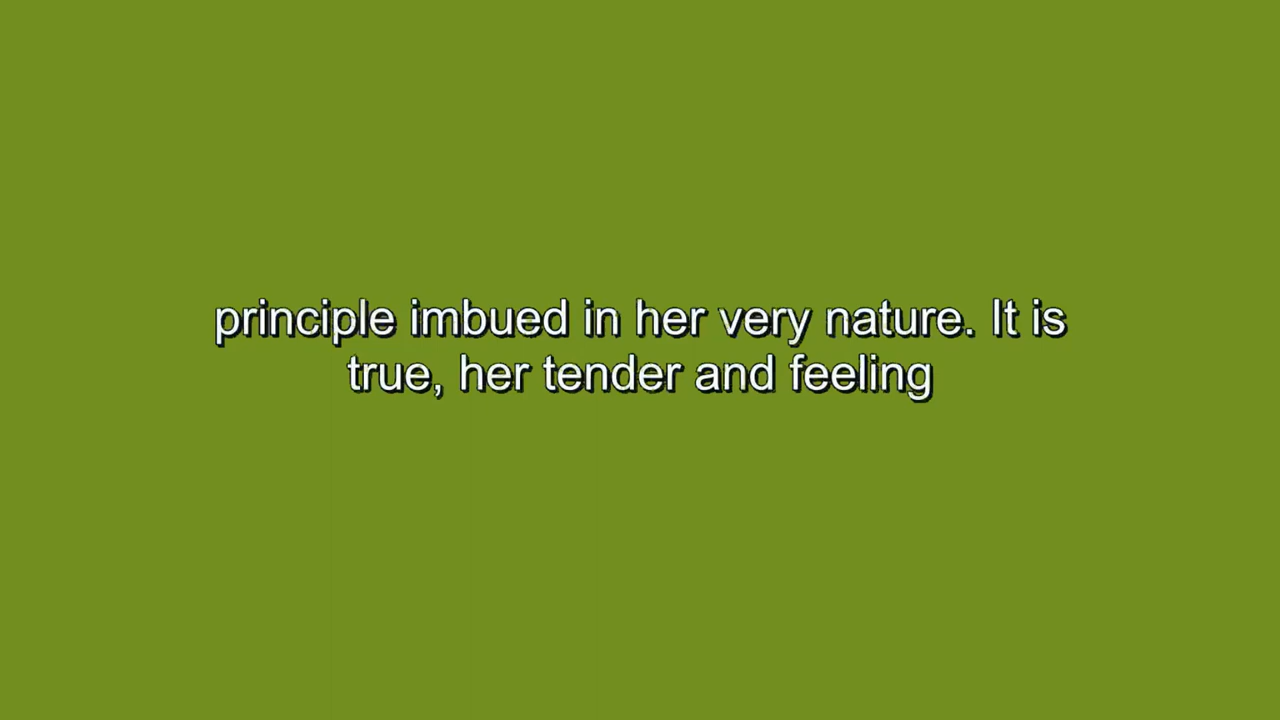 principle imbued in her very nature. It is
true, her tender and feeling